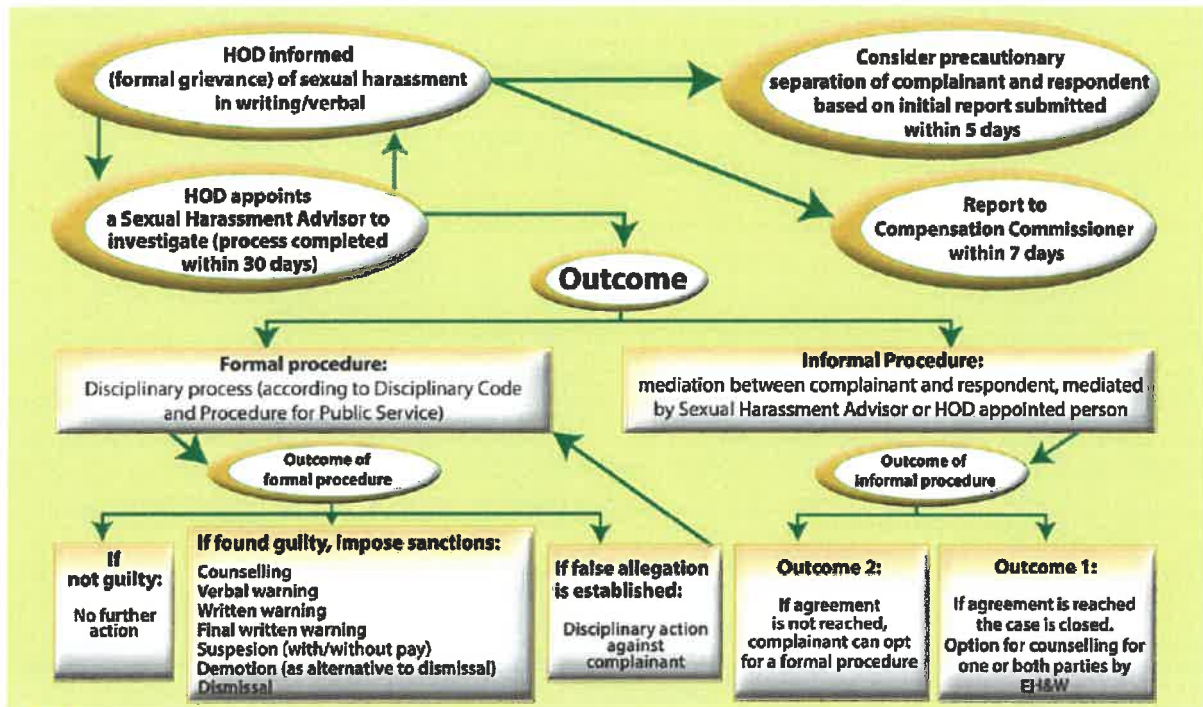 HOD informed
(formal grievance) of sexual harassment
in writing/verbal
Consider precautionary
separation of complainant and respondent
based on initial report submitted
within 5 days
HOD appoints
a Sexual Harassment Advisor to
investigate (process completed
within 30 days)
Report to
Compensation Commissioner
within 7 days
Outcome
Formal procedure:
Disciplinary process (according to Disciplinary Code
and Procedure for Public Service)
Informal Procedure:
mediation between complainant and respondent, mediated
by Sexual Harassment Advisor or HOD appointed person
Outcome of
formal procedure
Outcome of
informal procedure
If
not guilty:
No further
action
If found guilty, impose sanctions:
Counselling
Verbal warning
Written warning
Final written warning
Suspesion (with/without pay)
Demotion (as alternative to dismissal)
Dismissal
If false allegation
is established:
Disciplinary action
against
complainant
Outcome 2:
If agreement
is not reached,
complainant can opt
for a formal procedure
Outcome 1:
If agreement is reached
the case is closed.
Option for counselling for
one or both parties by
EH&W